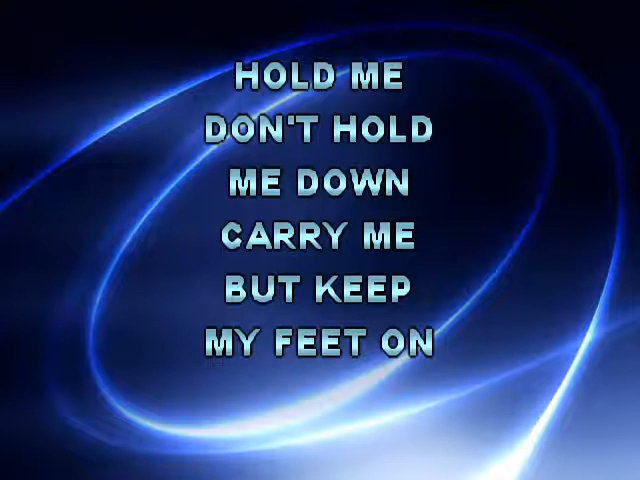 HOLD ME
DON'T HOLD
ME DOWN
CARRY ME
BUT KEEP
MY FEET ON